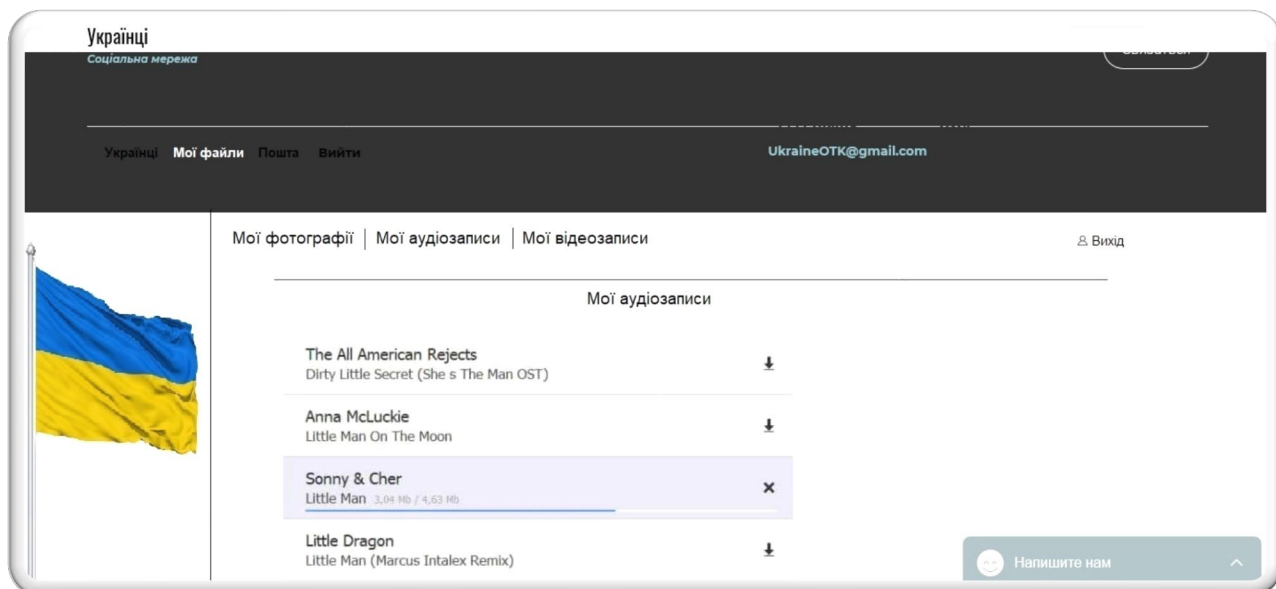 Українці
Соціальна мережа
Українці Мої файли Пошта Вийти
UkraineOTK@gmail.com
Мої фотографії | Мої аудіозаписи | Мої відеозаписи
Вихід
Мої аудіозаписи
The All American Rejects
Dirty Little Secret (She s The Man OST)
Anna McLuckie
Little Man On The Moon
Sonny & Cher
Little Man 3,04 Mb / 4,63 Mb
Little Dragon
Little Man (Marcus Intalex Remix)
Напишите нам